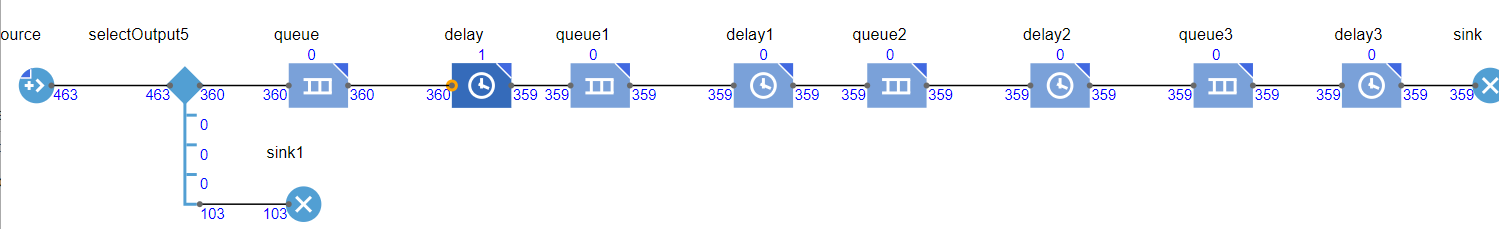 ource selectOutput5 queue delay queue1 delay1 queue2 delay2 queue3 delay3 sink
0 1 0 0 0 0 0 0
463 463 360 360 360 360 359 359 359 359 359 359 359 359 359 359 359 359 359 359
0
0
sink1
0
103 103